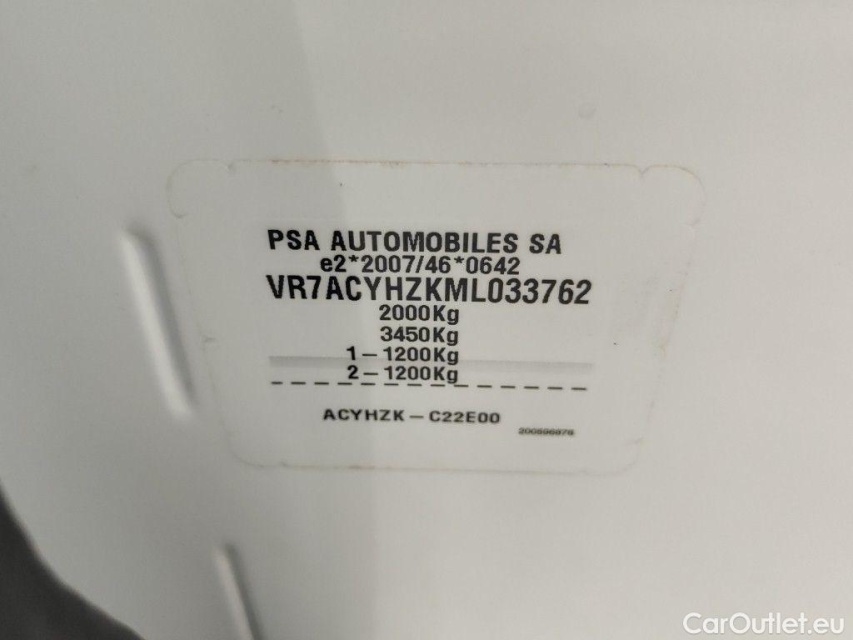 PSA AUTOMOBILES SA
e2*2007/46*0642
VR7ACYHZKML033762
2000Kg
3450Kg
1-1200Kg
2-1200Kg
ACYHZK-C22E00
CarOutlet.eu